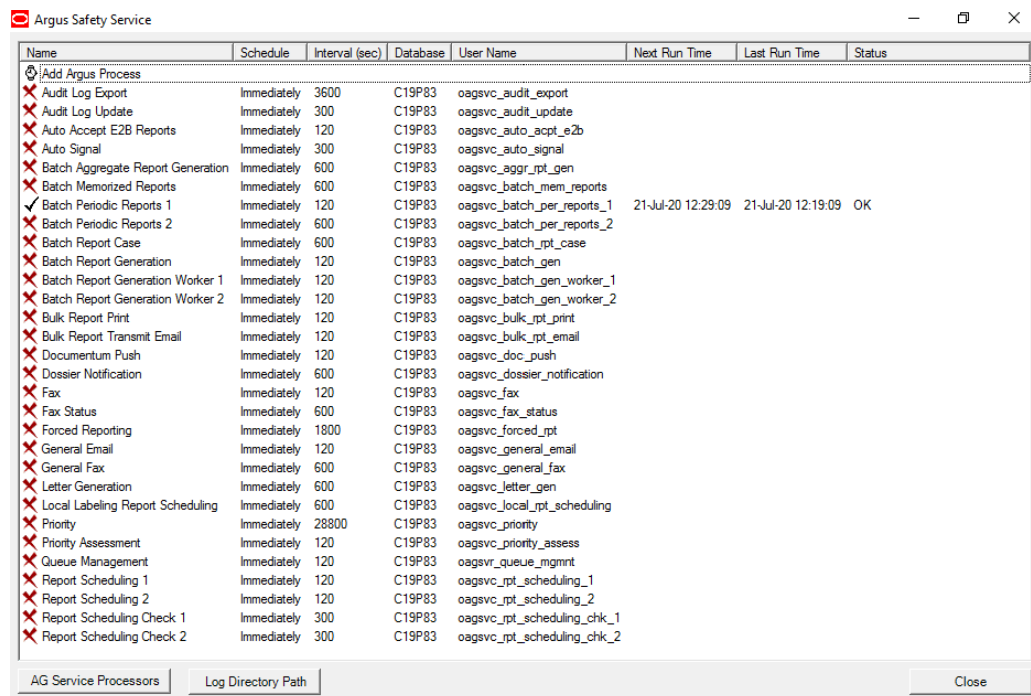 Argus Safety Service
Name Schedule Interval (sec) Database User Name Next Run Time Last Run Time Status
Add Argus Process
Audit Log Export Immediately 3600 C19P83 oagsvc_audit_export
Audit Log Update Immediately 300 C19P83 oagsvc_audit_update
Auto Accept E2B Reports Immediately 120 C19P83 oagsvc_auto_acpt_e2b
Auto Signal Immediately 300 C19P83 oagsvc_auto_signal
Batch Aggregate Report Generation Immediately 600 C19P83 oagsvc_aggr_rpt_gen
Batch Memorized Reports Immediately 600 C19P83 oagsvc_batch_mem_reports
Batch Periodic Reports 1 Immediately 120 C19P83 oagsvc_batch_per_reports_1 21-Jul-20 12:29:09 21-Jul-20 12:19:09 OK
Batch Periodic Reports 2 Immediately 600 C19P83 oagsvc_batch_per_reports_2
Batch Report Case Immediately 600 C19P83 oagsvc_batch_rpt_case
Batch Report Generation Immediately 120 C19P83 oagsvc_batch_gen
Batch Report Generation Worker 1 Immediately 120 C19P83 oagsvc_batch_gen_worker_1
Batch Report Generation Worker 2 Immediately 120 C19P83 oagsvc_batch_gen_worker_2
Bulk Report Print Immediately 120 C19P83 oagsvc_bulk_rpt_print
Bulk Report Transmit Email Immediately 120 C19P83 oagsvc_bulk_rpt_email
Documentum Push Immediately 120 C19P83 oagsvc_doc_push
Dossier Notification Immediately 600 C19P83 oagsvc_dossier_notification
Fax Immediately 120 C19P83 oagsvc_fax
Fax Status Immediately 600 C19P83 oagsvc_fax_status
Forced Reporting Immediately 1800 C19P83 oagsvc_forced_rpt
General Email Immediately 120 C19P83 oagsvc_general_email
General Fax Immediately 600 C19P83 oagsvc_general_fax
Letter Generation Immediately 600 C19P83 oagsvc_letter_gen
Local Labeling Report Scheduling Immediately 600 C19P83 oagsvc_local_rpt_scheduling
Priority Immediately 28800 C19P83 oagsvc_priority
Priority Assessment Immediately 120 C19P83 oagsvc_priority_assess
Queue Management Immediately 120 C19P83 oagsvr_queue_mgmnt
Report Scheduling 1 Immediately 120 C19P83 oagsvc_rpt_scheduling_1
Report Scheduling 2 Immediately 120 C19P83 oagsvc_rpt_scheduling_2
Report Scheduling Check 1 Immediately 300 C19P83 oagsvc_rpt_scheduling_chk_1
Report Scheduling Check 2 Immediately 300 C19P83 oagsvc_rpt_scheduling_chk_2
AG Service Processors Log Directory Path Close